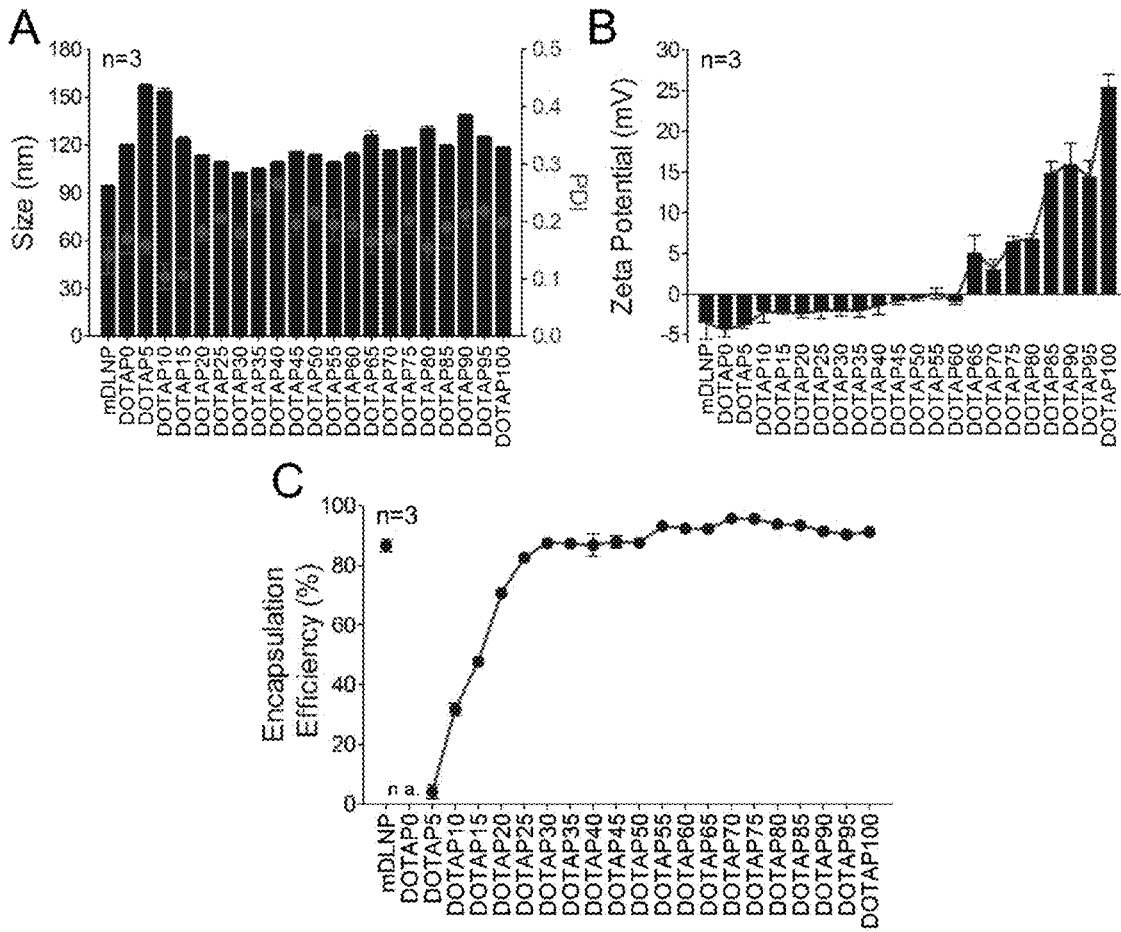 A
n=3
Size (nm)
180
150
120
90
60
30
0
0.5
0.4
0.3
0.2
0.1
0.0
PDI
mDLNP
DOTAP0
DOTAP5
DOTAP10
DOTAP15
DOTAP20
DOTAP25
DOTAP30
DOTAP35
DOTAP40
DOTAP45
DOTAP50
DOTAP55
DOTAP60
DOTAP65
DOTAP70
DOTAP75
DOTAP80
DOTAP85
DOTAP90
DOTAP95
DOTAP100
B
n=3
Zeta Potential (mV)
30
25
20
15
10
5
0
-5
mDLNP
DOTAP0
DOTAP5
DOTAP10
DOTAP15
DOTAP20
DOTAP25
DOTAP30
DOTAP35
DOTAP40
DOTAP45
DOTAP50
DOTAP55
DOTAP60
DOTAP65
DOTAP70
DOTAP75
DOTAP80
DOTAP85
DOTAP90
DOTAP95
DOTAP100
C
n=3
Encapsulation
Efficiency (%)
100
80
60
40
20
0
n.a.
mDLNP
DOTAP0
DOTAP5
DOTAP10
DOTAP15
DOTAP20
DOTAP25
DOTAP30
DOTAP35
DOTAP40
DOTAP45
DOTAP50
DOTAP55
DOTAP60
DOTAP65
DOTAP70
DOTAP75
DOTAP80
DOTAP85
DOTAP90
DOTAP95
DOTAP100